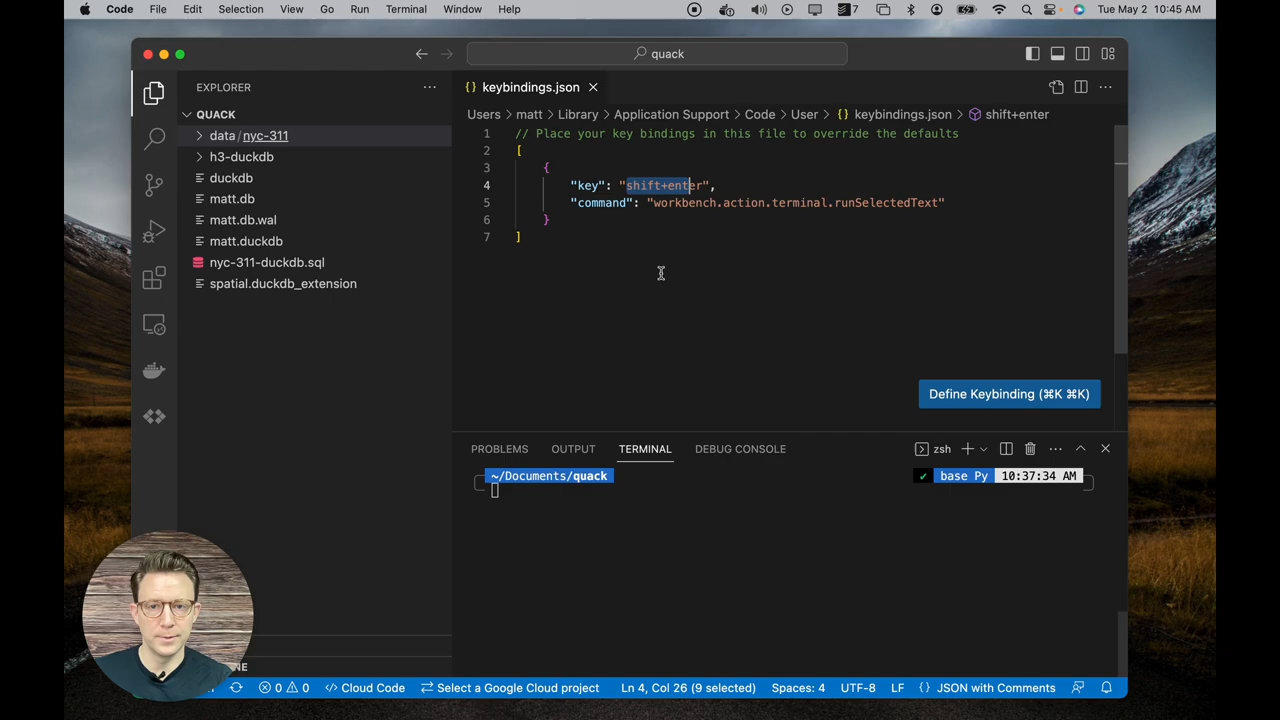 Code File Edit Selection View Go Run Terminal Window Help 7 Tue May 2 10:45 AM
quack
EXPLORER
QUACK
data / nyc-311
h3-duckdb
duckdb
matt.db
matt.db.wal
matt.duckdb
nyc-311-duckdb.sql
spatial.duckdb_extension
{} keybindings.json
Users > matt > Library > Application Support > Code > User > {} keybindings.json > shift+enter
1 // Place your key bindings in this file to override the defaults
2 [
3 {
4 "key": "shift+enter",
5 "command": "workbench.action.terminal.runSelectedText"
6 }
7 ]
Define Keybinding (⌘K ⌘K)
PROBLEMS OUTPUT TERMINAL DEBUG CONSOLE zsh
~/Documents/quack ✔ base Py 10:37:34 AM
NE
0 0 </> Cloud Code Select a Google Cloud project Ln 4, Col 26 (9 selected) Spaces: 4 UTF-8 LF {} JSON with Comments